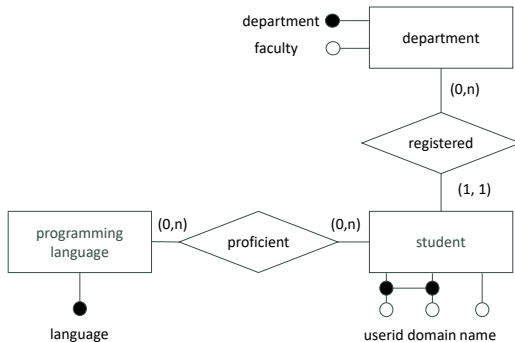 department
faculty
department
(0,n)
registered
(1, 1)
programming
language
(0,n)
proficient
(0,n)
student
language
userid domain name